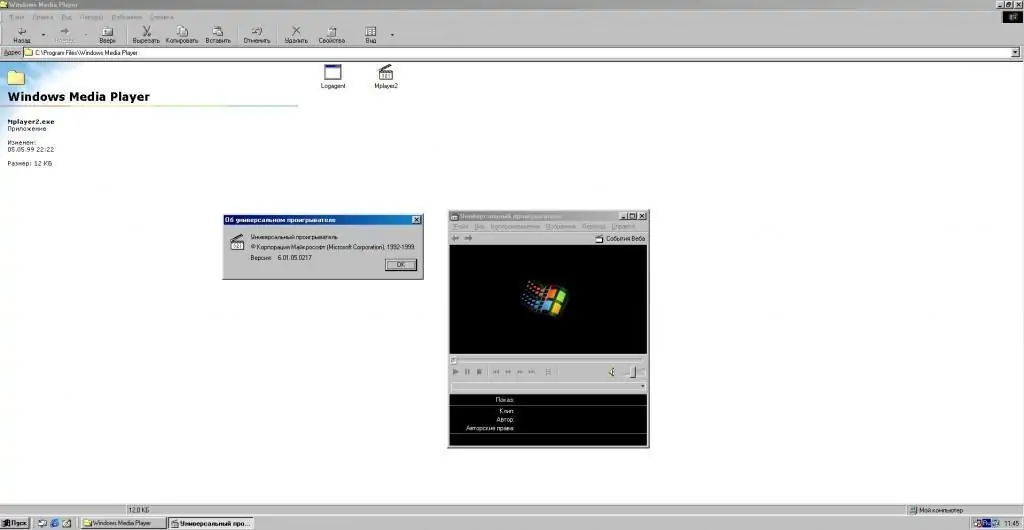 Windows Media Player
Файл Правка Вид Переход Избранное Справка
Назад Вперед Вверх Вырезать Копировать Вставить Отменить Удалить Свойства Вид
Адрес C:\Program Files\Windows Media Player
Logagent Mplayer2
Windows Media Player
Mplayer2.exe
Приложение
Изменен:
05.05.99 22:22
Размер: 12 КБ
Об универсальном проигрывателе
Универсальный проигрыватель
© Корпорация Майкрософт (Microsoft Corporation), 1992-1999.
Версия: 6.01.05.0217
OK
Универсальный проигрыватель
Файл Вид Воспроизведение Избранное Переход Справка
События Веба
Показ:
Клип:
Автор:
Авторские права:
12,0 КБ Мой компьютер
Пуск Windows Media Player Универсальный про... Ru 11:45